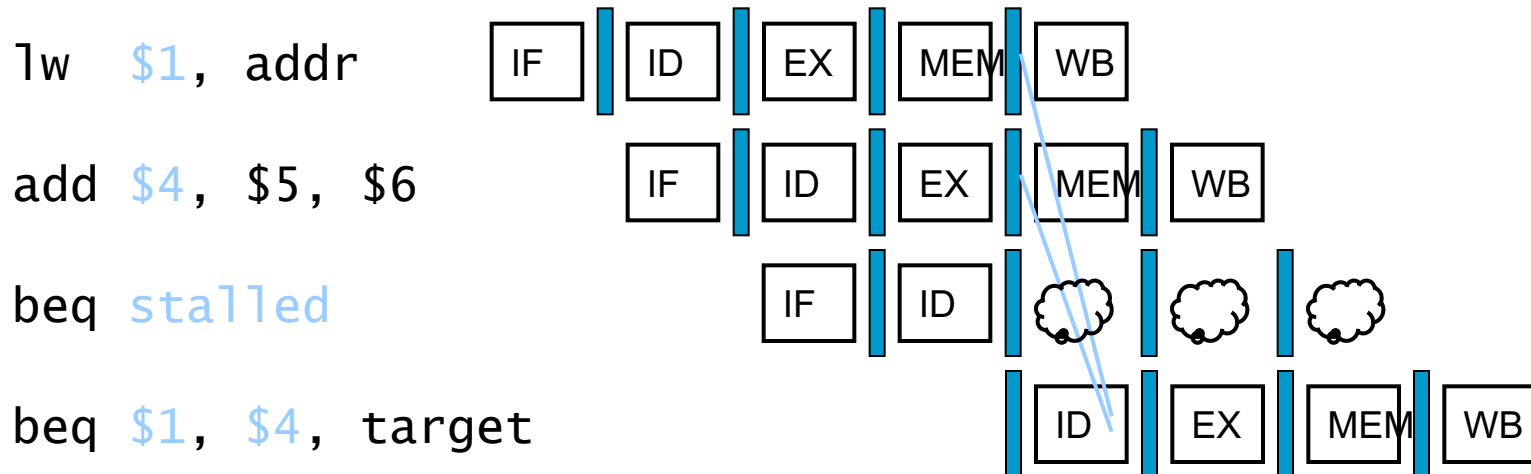 lw $1, addr IF ID EX MEM WB
add $4, $5, $6 IF ID EX MEM WB
beq stalled IF ID
beq $1, $4, target ID EX MEM WB